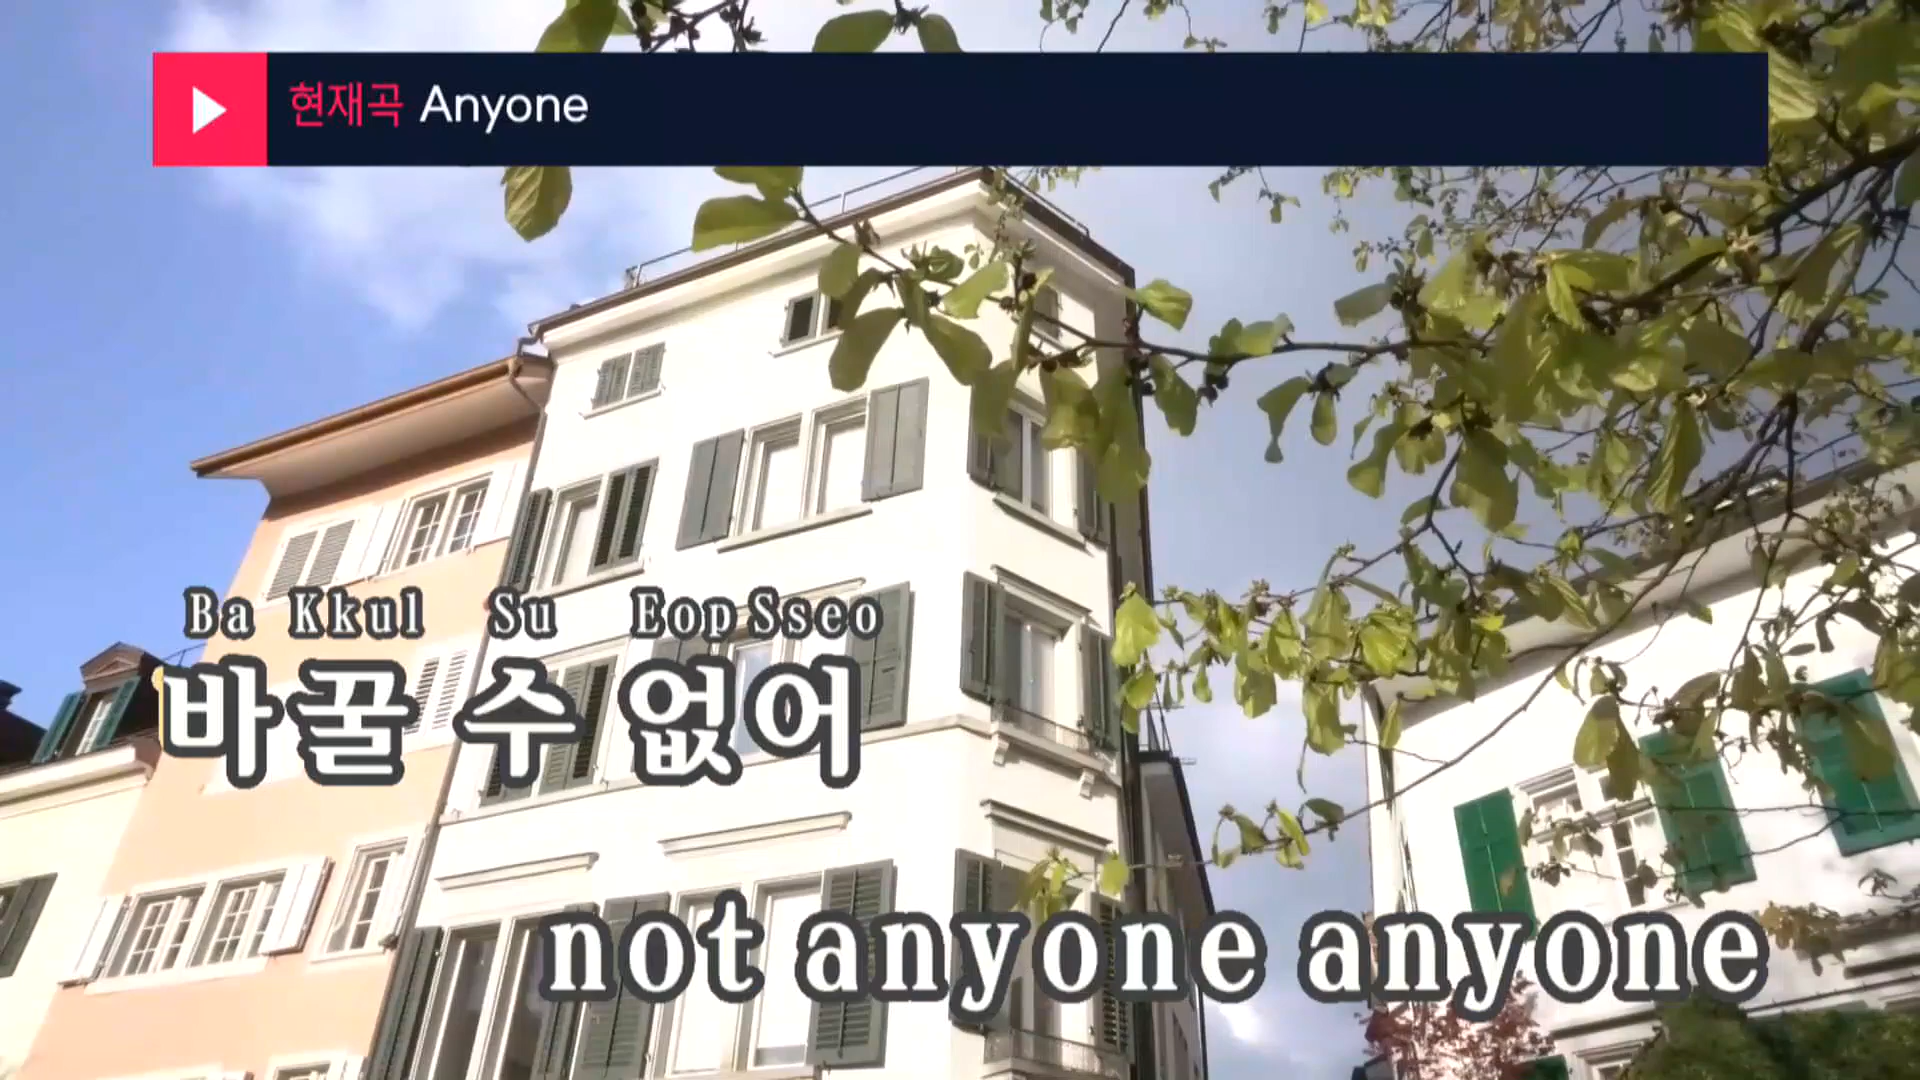 현재곡 Anyone
Ba Kkul Su Eop Sseo
바꿀 수 없어
not anyone anyone